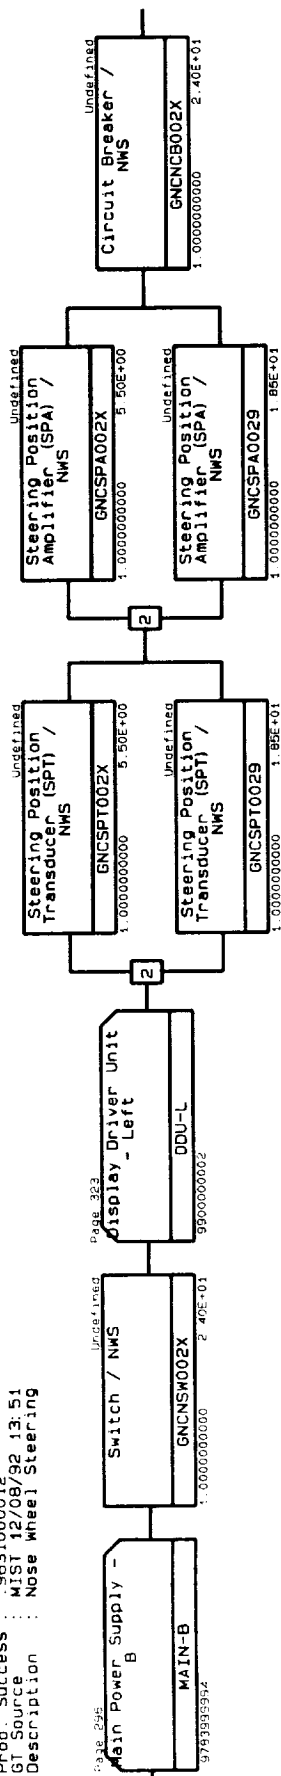 Prob. Success : .9631000012
GT Source : MIST 12/08/92 13:51
Description : Nose Wheel Steering
Page 296
Main Power Supply -
B
MAIN-B
9793999994
Undefined
Switch / NWS
GNCNSW002X
1.0000000000 2.40E+01
Page 323
Display Driver Unit
- Left
DDU-L
9900000002
2
Undefined
Steering Position
Transducer (SPT) /
NWS
GNCSPT002X
1.0000000000 5.50E+00
Undefined
Steering Position
Transducer (SPT) /
NWS
GNCSPT0029
1.0000000000 1.85E+01
2
Undefined
Steering Position
Amplifier (SPA) /
NWS
GNCSPA002X
1.0000000000 5.50E+00
Undefined
Steering Position
Amplifier (SPA) /
NWS
GNCSPA0029
1.0000000000 1.85E+01
Undefined
Circuit Breaker /
NWS
GNCNCB002X
1.0000000000 2.40E+01